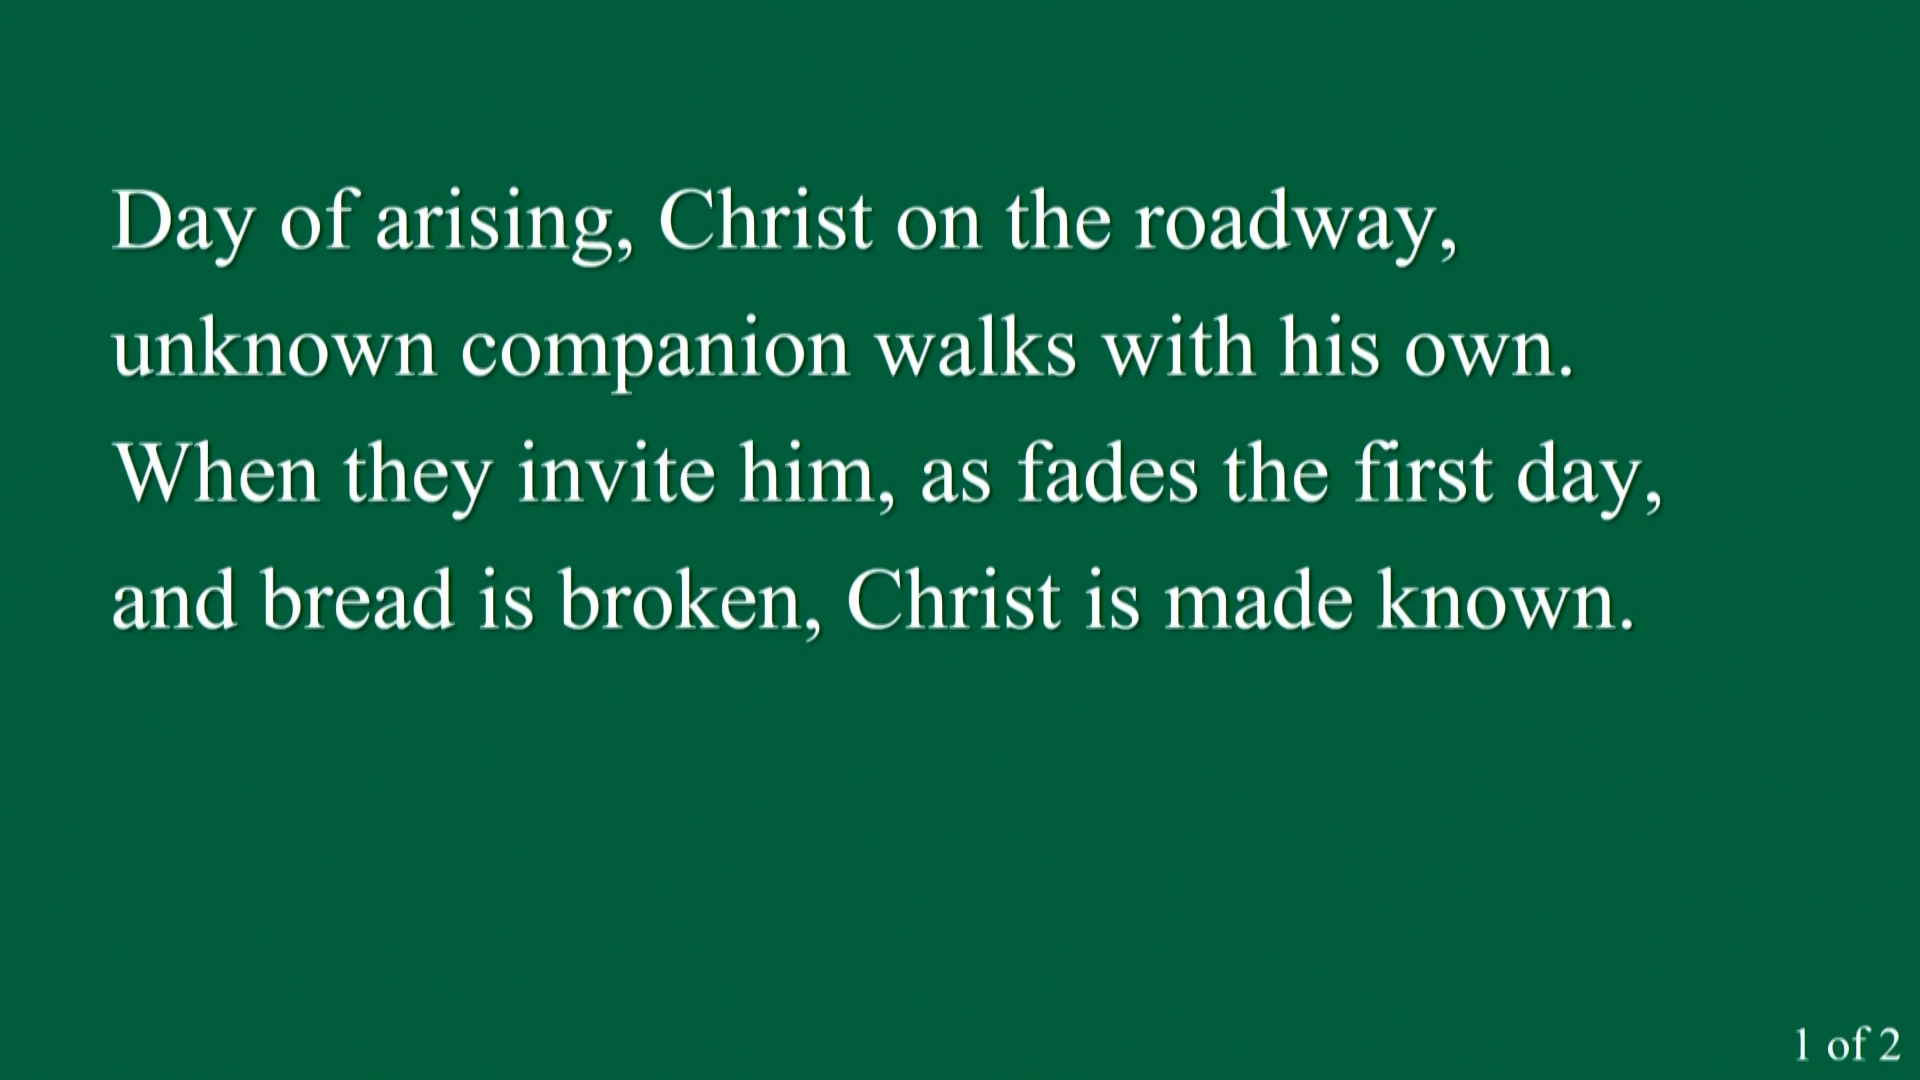 Day of arising, Christ on the roadway,
unknown companion walks with his own.
When they invite him, as fades the first day,
and bread is broken, Christ is made known.
1 of 2